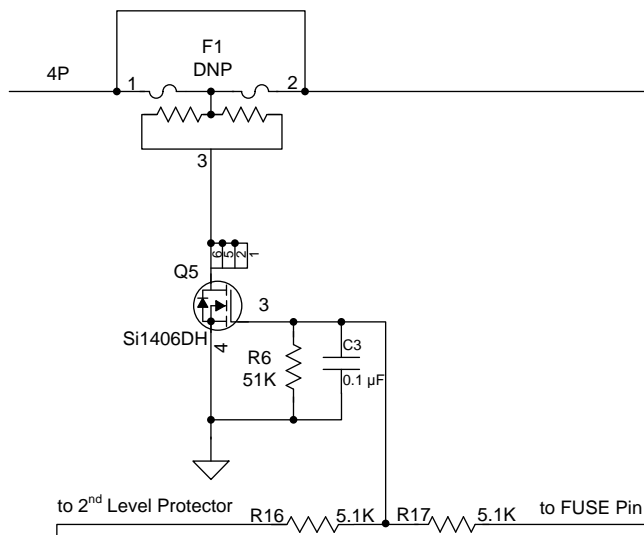 F1
DNP
4P
1
2
3
6
5
2
1
Q5
3
Si1406DH
4
R6
51K
C3
0.1 µF
to 2nd Level Protector
R16
5.1K
R17
5.1K
to FUSE Pin